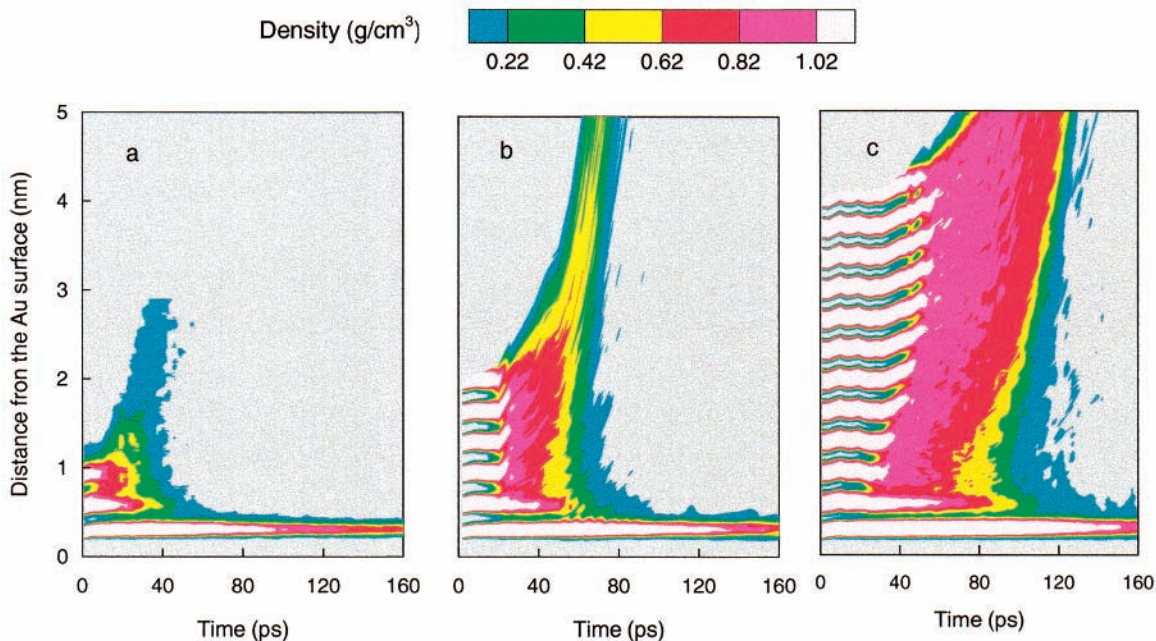 Density (g/cm³)
0.22 0.42 0.62 0.82 1.02
Distance fron the Au surface (nm)
5
4
3
2
1
0
a
b
c
0 40 80 120 160
0 40 80 120 160
0 40 80 120 160
Time (ps)
Time (ps)
Time (ps)